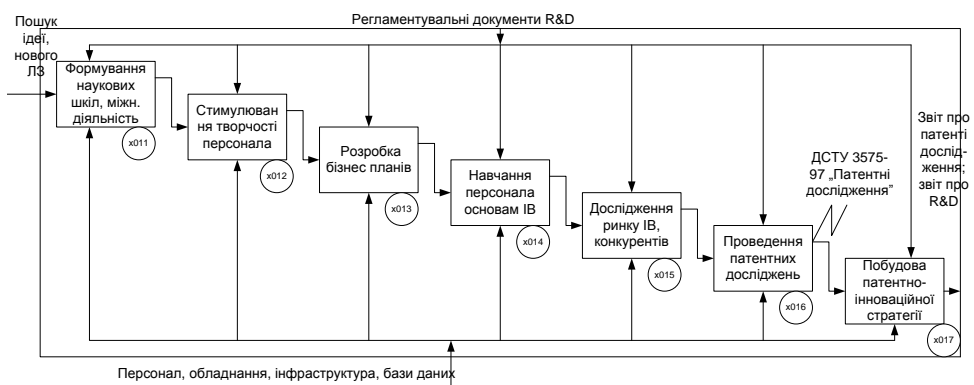 Пошук
ідеї,
нового
ЛЗ
Регламентувальні документи R&D
Формування
наукових
шкіл, міжн.
діяльність
x011
Стимулюван
ня творчості
персонала
x012
Розробка
бізнес планів
x013
Навчання
персонала
основам ІВ
x014
Дослідження
ринку ІВ,
конкурентів
x015
ДСТУ 3575-
97 „Патентні
дослідження”
Проведення
патентних
досліджень
x016
Побудова
патентно-
інноваційної
стратегії
x017
Звіт про
патенті
дослід-
ження;
звіт про
R&D
Персонал, обладнання, інфраструктура, бази даних